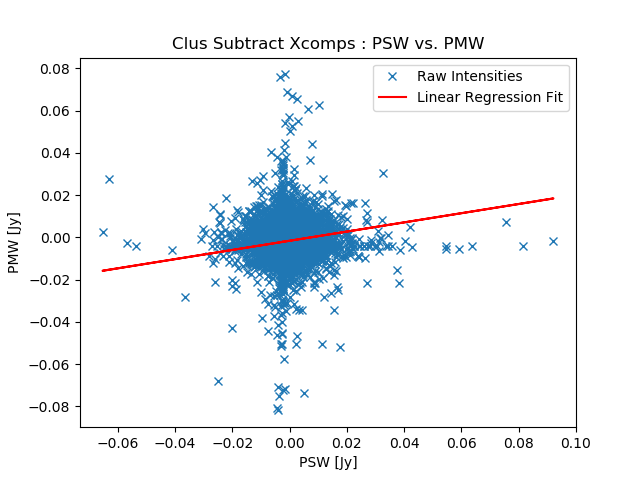 Clus Subtract Xcomps : PSW vs. PMW
Raw Intensities
Linear Regression Fit
PMW [Jy]
0.08
0.06
0.04
0.02
0.00
−0.02
−0.04
−0.06
−0.08
−0.06 −0.04 −0.02 0.00 0.02 0.04 0.06 0.08 0.10
PSW [Jy]